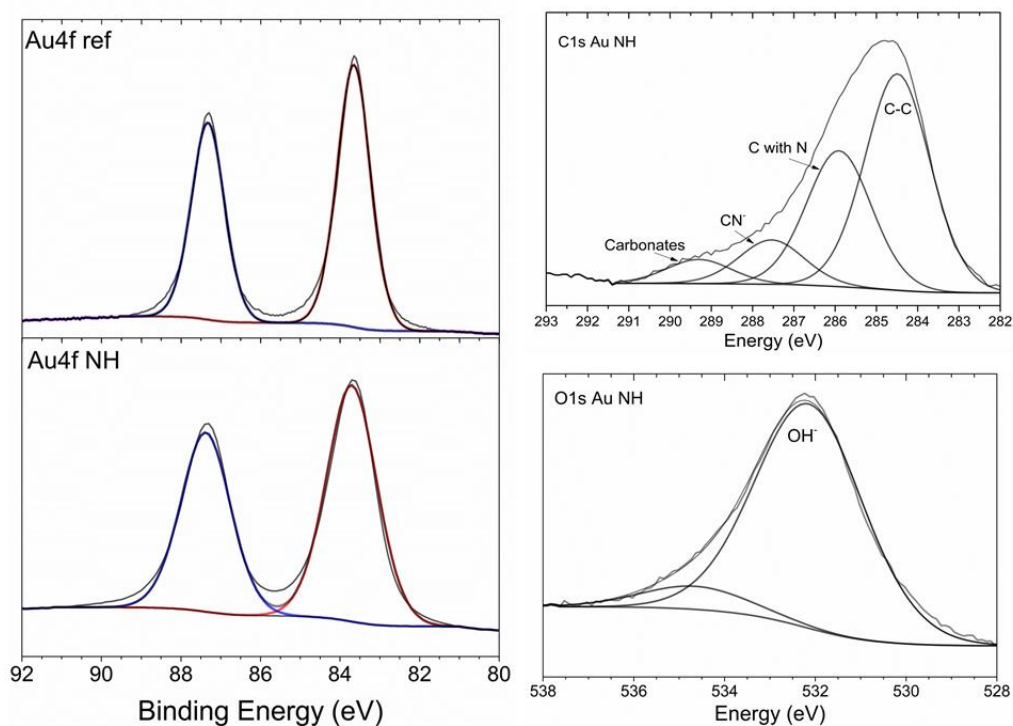 Au4f ref
Au4f NH
92 90 88 86 84 82 80
Binding Energy (eV)
C1s Au NH
C-C
C with N
CN-
Carbonates
293 292 291 290 289 288 287 286 285 284 283 282
Energy (eV)
O1s Au NH
OH-
538 536 534 532 530 528
Energy (eV)